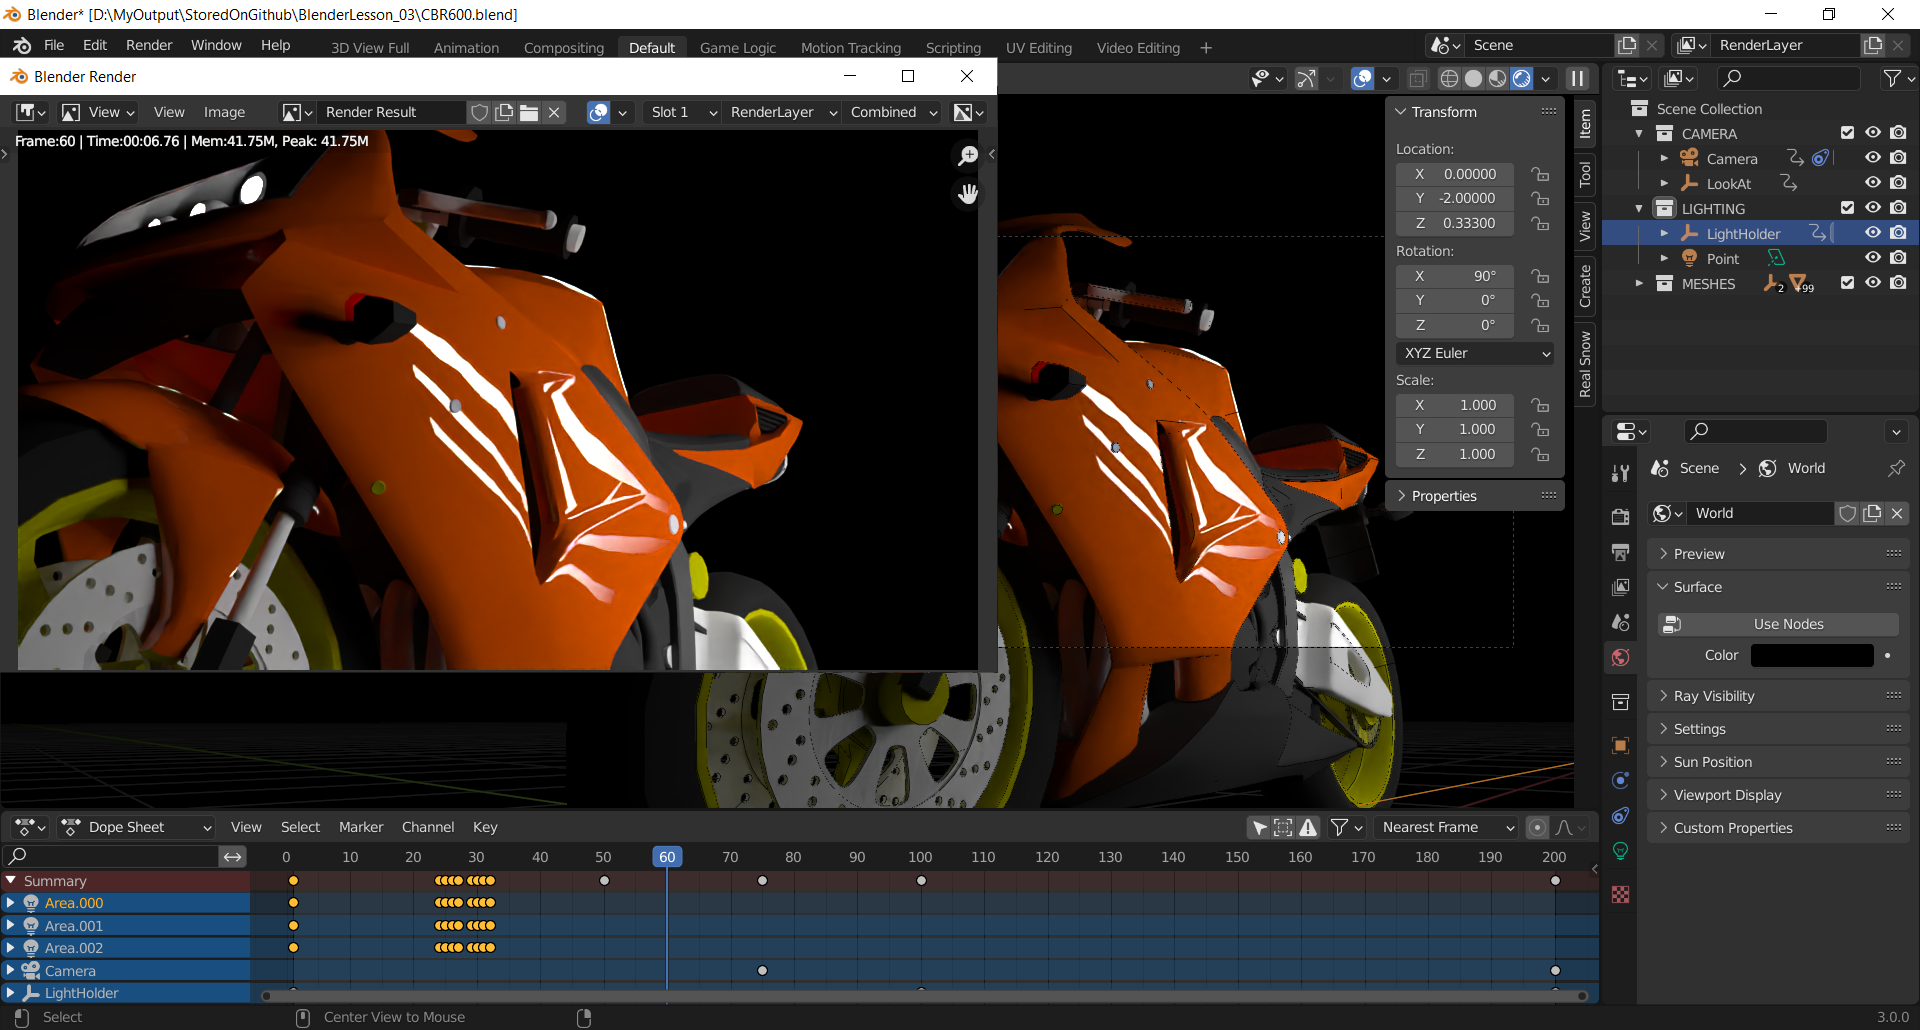 Blender* [D:\MyOutput\StoredOnGithub\BlenderLesson_03\CBR600.blend]
File Edit Render Window Help
3D View Full Animation Compositing Default Game Logic Motion Tracking Scripting UV Editing Video Editing +
Scene
RenderLayer
Blender Render
View View Image
Render Result
Slot 1
RenderLayer
Combined
Frame:60 | Time:00:06.76 | Mem:41.75M, Peak: 41.75M
Transform
Location:
X 0.00000
Y -2.00000
Z 0.33300
Rotation:
X 90°
Y 0°
Z 0°
XYZ Euler
Scale:
X 1.000
Y 1.000
Z 1.000
Properties
Item
Tool
View
Create
Real Snow
Scene Collection
CAMERA
Camera
LookAt
LIGHTING
LightHolder
Point
MESHES 2 +99
Scene > World
World
Preview
Surface
Use Nodes
Color
Ray Visibility
Settings
Sun Position
Viewport Display
Custom Properties
Dope Sheet View Select Marker Channel Key
Nearest Frame
0 10 20 30 40 50 60 70 80 90 100 110 120 130 140 150 160 170 180 190 200
Summary
Area.000
Area.001
Area.002
Camera
LightHolder
Select
Center View to Mouse
3.0.0